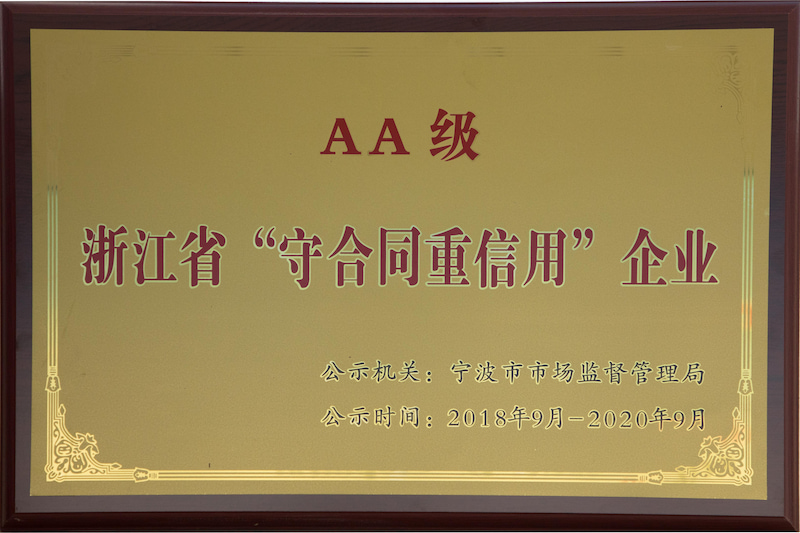 AA级
浙江省“守合同重信用”企业
公示机关：宁波市市场监督管理局
公示时间：2018年9月-2020年9月